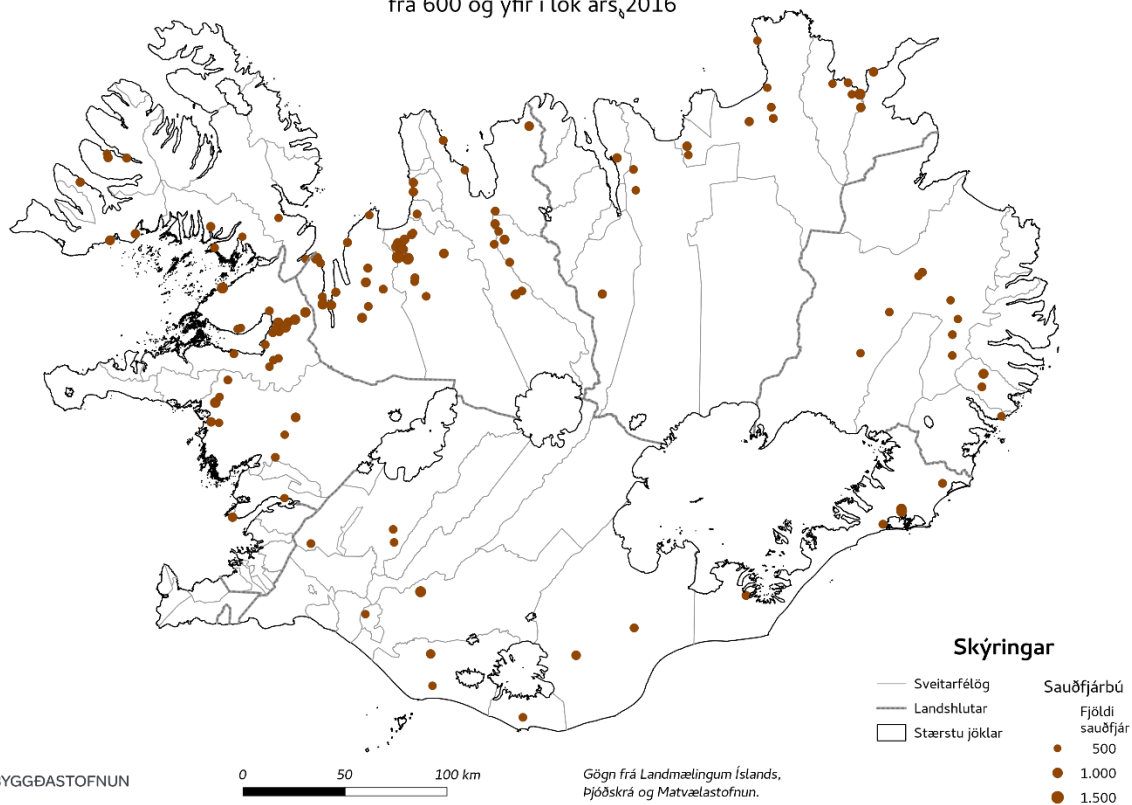 frá 600 og yfir í lok árs, 2016
Skýringar
Sveitarfélög
Landshlutar
Stærstu jöklar
Sauðfjárbú
Fjöldi
sauðfjár
500
1.000
1.500
YGGÐASTOFNUN
0 50 100 km
Gögn frá Landmælingum Íslands,
Þjóðskrá og Matvælastofnun.